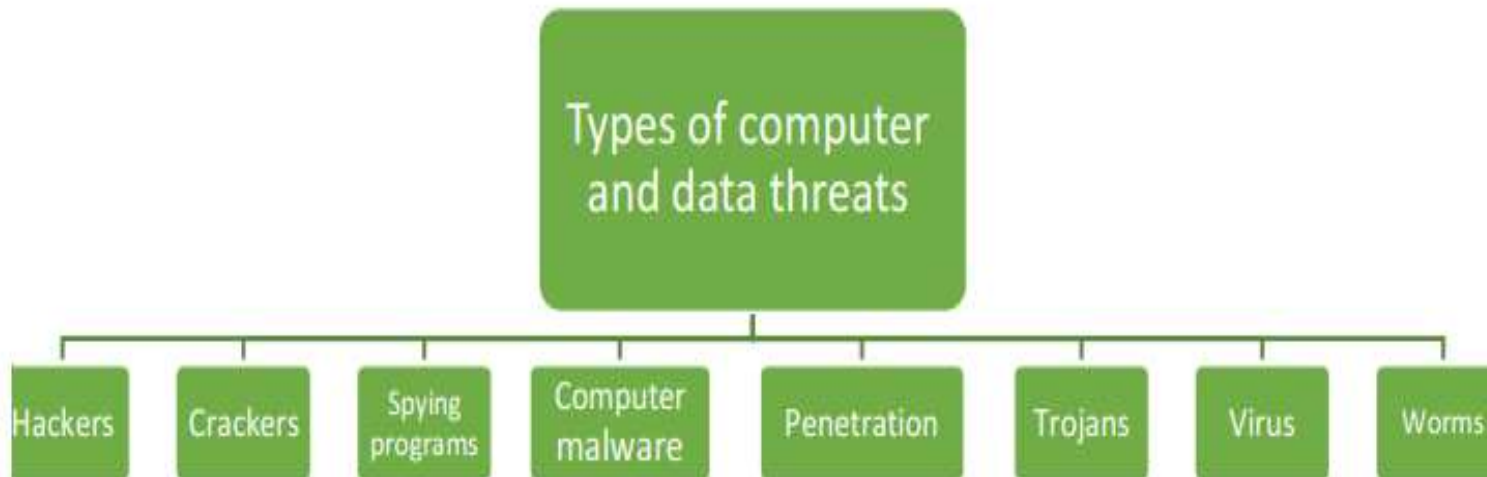 Types of computer
and data threats
Hackers
Crackers
Spying
programs
Computer
malware
Penetration
Trojans
Virus
Worms